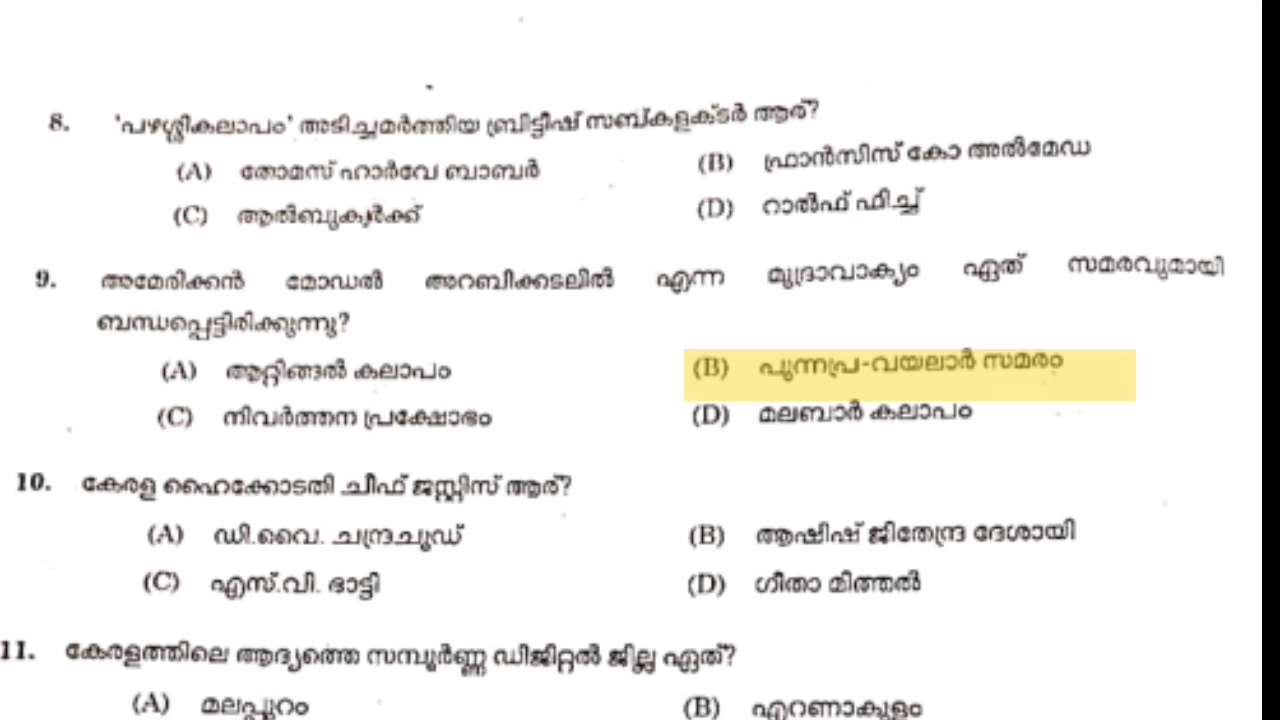 8. 'പഴശ്ശികലാപം' അടിച്ചമർത്തിയ ബ്രിട്ടീഷ് സബ്കളക്ടർ ആര്?
(A) തോമസ് ഹാർവേ ബാബർ (B) ഫ്രാൻസിസ് കോ അൽമേഡ
(C) ആൽബുക്വർക്ക് (D) റാൽഫ് ഫിച്ച്
9. അമേരിക്കൻ മോഡൽ അറബിക്കടലിൽ എന്ന മുദ്രാവാക്യം ഏത് സമരവുമായി
ബന്ധപ്പെട്ടിരിക്കുന്നു?
(A) ആറ്റിങ്ങൽ കലാപം (B) പുന്നപ്ര-വയലാർ സമരം
(C) നിവർത്തന പ്രക്ഷോഭം (D) മലബാർ കലാപം
10. കേരള ഹൈക്കോടതി ചീഫ് ജസ്റ്റിസ് ആര്?
(A) ഡി.വൈ. ചന്ദ്രചൂഡ് (B) ആഷിഷ് ജിതേന്ദ്ര ദേശായി
(C) എസ്.വി. ഭാട്ടി (D) ഗീതാ മിത്തൽ
11. കേരളത്തിലെ ആദ്യത്തെ സമ്പൂർണ്ണ ഡിജിറ്റൽ ജില്ല ഏത്?
(A) മലപ്പുറം (B) എറണാകുളം